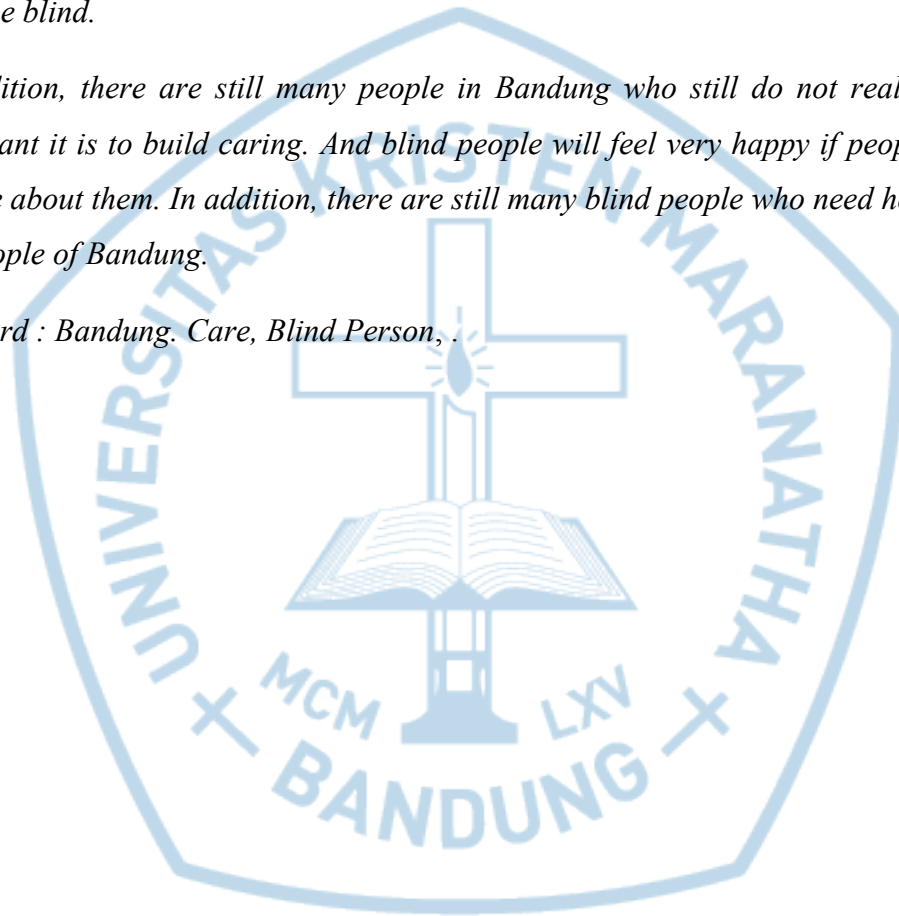 e blind.
dition, there are still many people in Bandung who still do not real
ant it is to build caring. And blind people will feel very happy if peop
e about them. In addition, there are still many blind people who need he
ople of Bandung.
rd : Bandung. Care, Blind Person, .
UNIVERSITAS KRISTEN MARANATHA
MCM LXV
BANDUNG